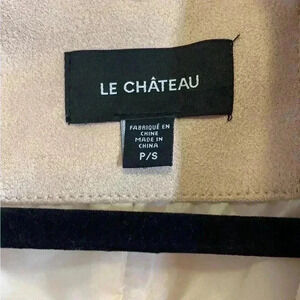 LE CHÂTEAU
FABRIQUÉ EN
CHINE
MADE IN
CHINA
P/S